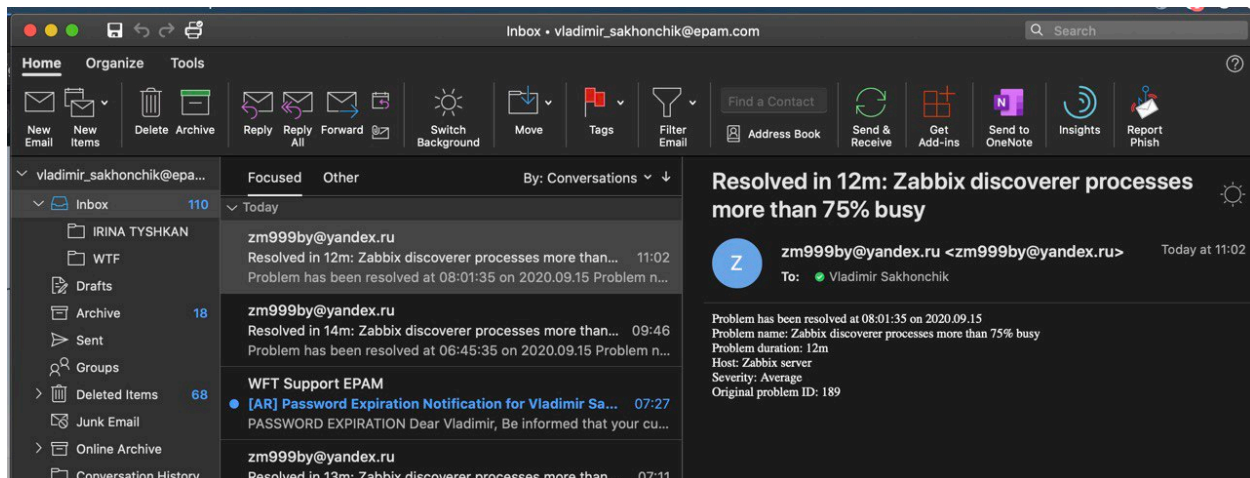 Inbox • vladimir_sakhonchik@epam.com
Search
Home Organize Tools
New Email
New Items
Delete
Archive
Reply
Reply All
Forward
Switch Background
Move
Tags
Filter Email
Find a Contact
Address Book
Send & Receive
Get Add-ins
Send to OneNote
Insights
Report Phish
vladimir_sakhonchik@epa...
Inbox 110
IRINA TYSHKAN
WTF
Drafts
Archive 18
Sent
Groups
Deleted Items 68
Junk Email
Online Archive
Conversation History
Focused Other By: Conversations
Today
zm999by@yandex.ru
Resolved in 12m: Zabbix discoverer processes more than... 11:02
Problem has been resolved at 08:01:35 on 2020.09.15 Problem n...
zm999by@yandex.ru
Resolved in 14m: Zabbix discoverer processes more than... 09:46
Problem has been resolved at 06:45:35 on 2020.09.15 Problem n...
WFT Support EPAM
[AR] Password Expiration Notification for Vladimir Sa... 07:27
PASSWORD EXPIRATION Dear Vladimir, Be informed that your cu...
zm999by@yandex.ru
Resolved in 13m: Zabbix discoverer processes more than 07:11
Resolved in 12m: Zabbix discoverer processes
more than 75% busy
Z
zm999by@yandex.ru <zm999by@yandex.ru> Today at 11:02
To: Vladimir Sakhonchik
Problem has been resolved at 08:01:35 on 2020.09.15
Problem name: Zabbix discoverer processes more than 75% busy
Problem duration: 12m
Host: Zabbix server
Severity: Average
Original problem ID: 189